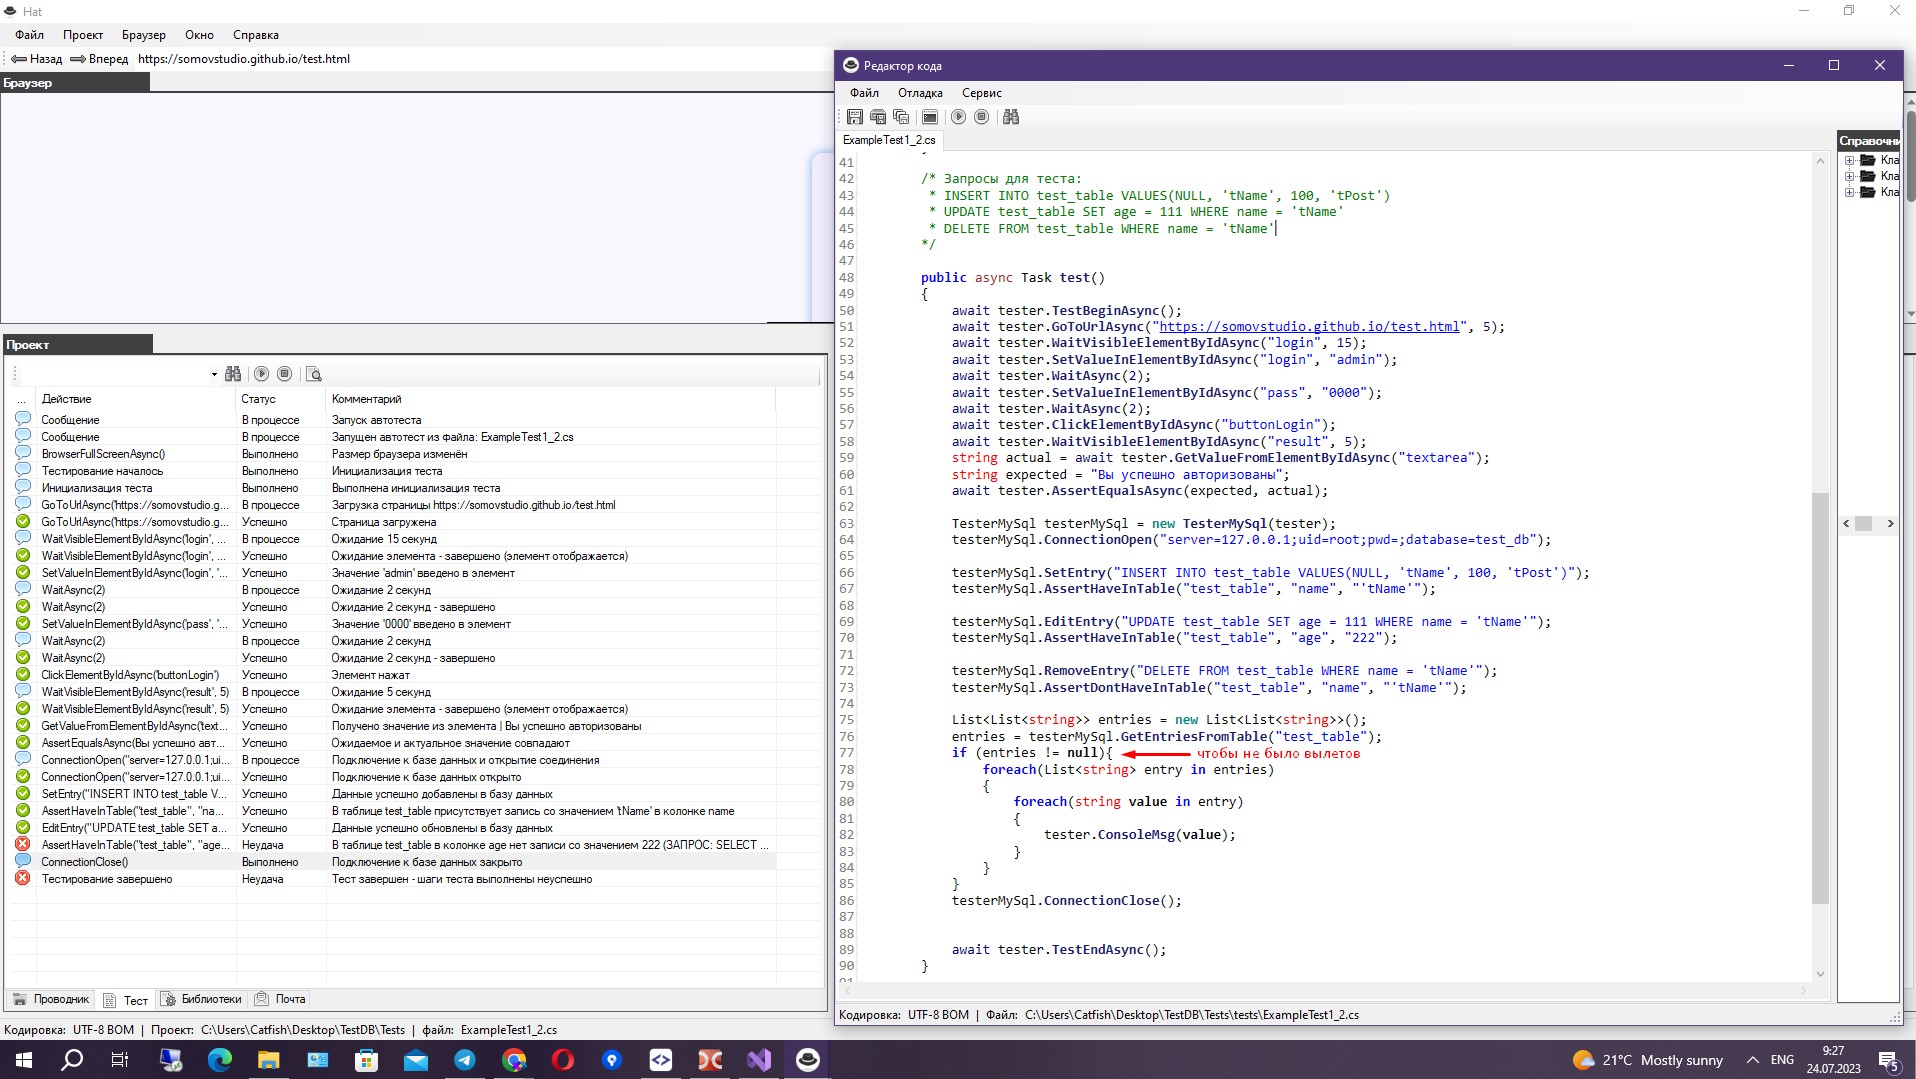 Hat
Файл Проект Браузер Окно Справка
Назад Вперед https://somovstudio.github.io/test.html
Браузер
Проект
... Действие Статус Комментарий
Сообщение В процессе Запуск автотеста
Сообщение В процессе Запущен автотест из файла: ExampleTest1_2.cs
BrowserFullScreenAsync() Выполнено Размер браузера изменён
Тестирование началось Выполнено Инициализация теста
Инициализация теста Выполнено Выполнена инициализация теста
GoToUrlAsync('https://somovstudio.g... В процессе Загрузка страницы https://somovstudio.github.io/test.html
GoToUrlAsync('https://somovstudio.g... Успешно Страница загружена
WaitVisibleElementByIdAsync('login', ... В процессе Ожидание 15 секунд
WaitVisibleElementByIdAsync('login', ... Успешно Ожидание элемента - завершено (элемент отображается)
SetValueInElementByIdAsync('login', '... Успешно Значение 'admin' введено в элемент
WaitAsync(2) В процессе Ожидание 2 секунд
WaitAsync(2) Успешно Ожидание 2 секунд - завершено
SetValueInElementByIdAsync('pass', '... Успешно Значение '0000' введено в элемент
WaitAsync(2) В процессе Ожидание 2 секунд
WaitAsync(2) Успешно Ожидание 2 секунд - завершено
ClickElementByIdAsync('buttonLogin') Успешно Элемент нажат
WaitVisibleElementByIdAsync('result', 5) В процессе Ожидание 5 секунд
WaitVisibleElementByIdAsync('result', 5) Успешно Ожидание элемента - завершено (элемент отображается)
GetValueFromElementByIdAsync('text... Успешно Получено значение из элемента | Вы успешно авторизованы
AssertEqualsAsync(Вы успешно авт... Успешно Ожидаемое и актуальное значение совпадают
ConnectionOpen("server=127.0.0.1;ui... В процессе Подключение к базе данных и открытие соединения
ConnectionOpen("server=127.0.0.1;ui... Успешно Подключение к базе данных открыто
SetEntry("INSERT INTO test_table V... Успешно Данные успешно добавлены в базу данных
AssertHaveInTable("test_table", "na... Успешно В таблице test_table присутствует запись со значением 'tName' в колонке name
EditEntry("UPDATE test_table SET a... Успешно Данные успешно обновлены в базу данных
AssertHaveInTable("test_table", "age... Неудача В таблице test_table в колонке age нет записи со значением 222 (ЗАПРОС: SELECT ...
ConnectionClose() Выполнено Подключение к базе данных закрыто
Тестирование завершено Неудача Тест завершен - шаги теста выполнены неуспешно
Проводник Тест Библиотеки Почта
Кодировка: UTF-8 BOM | Проект: C:\Users\Catfish\Desktop\TestDB\Tests | файл: ExampleTest1_2.cs
Редактор кода
Файл Отладка Сервис
ExampleTest1_2.cs
41
42 /* Запросы для теста:
43 * INSERT INTO test_table VALUES(NULL, 'tName', 100, 'tPost')
44 * UPDATE test_table SET age = 111 WHERE name = 'tName'
45 * DELETE FROM test_table WHERE name = 'tName'
46 */
47
48 public async Task test()
49 {
50 await tester.TestBeginAsync();
51 await tester.GoToUrlAsync("https://somovstudio.github.io/test.html", 5);
52 await tester.WaitVisibleElementByIdAsync("login", 15);
53 await tester.SetValueInElementByIdAsync("login", "admin");
54 await tester.WaitAsync(2);
55 await tester.SetValueInElementByIdAsync("pass", "0000");
56 await tester.WaitAsync(2);
57 await tester.ClickElementByIdAsync("buttonLogin");
58 await tester.WaitVisibleElementByIdAsync("result", 5);
59 string actual = await tester.GetValueFromElementByIdAsync("textarea");
60 string expected = "Вы успешно авторизованы";
61 await tester.AssertEqualsAsync(expected, actual);
62
63 TesterMySql testerMySql = new TesterMySql(tester);
64 testerMySql.ConnectionOpen("server=127.0.0.1;uid=root;pwd=;database=test_db");
65
66 testerMySql.SetEntry("INSERT INTO test_table VALUES(NULL, 'tName', 100, 'tPost')");
67 testerMySql.AssertHaveInTable("test_table", "name", "'tName'");
68
69 testerMySql.EditEntry("UPDATE test_table SET age = 111 WHERE name = 'tName'");
70 testerMySql.AssertHaveInTable("test_table", "age", "222");
71
72 testerMySql.RemoveEntry("DELETE FROM test_table WHERE name = 'tName'");
73 testerMySql.AssertDontHaveInTable("test_table", "name", "'tName'");
74
75 List<List<string>> entries = new List<List<string>>();
76 entries = testerMySql.GetEntriesFromTable("test_table");
77 if (entries != null){ чтобы не было вылетов
78 foreach(List<string> entry in entries)
79 {
80 foreach(string value in entry)
81 {
82 tester.ConsoleMsg(value);
83 }
84 }
85 }
86 testerMySql.ConnectionClose();
87
88
89 await tester.TestEndAsync();
90 }
Кодировка: UTF-8 BOM | Файл: C:\Users\Catfish\Desktop\TestDB\Tests\tests\ExampleTest1_2.cs
Справочни
Кла
Кла
Кла
21°C Mostly sunny ENG 9:27
24.07.2023 5